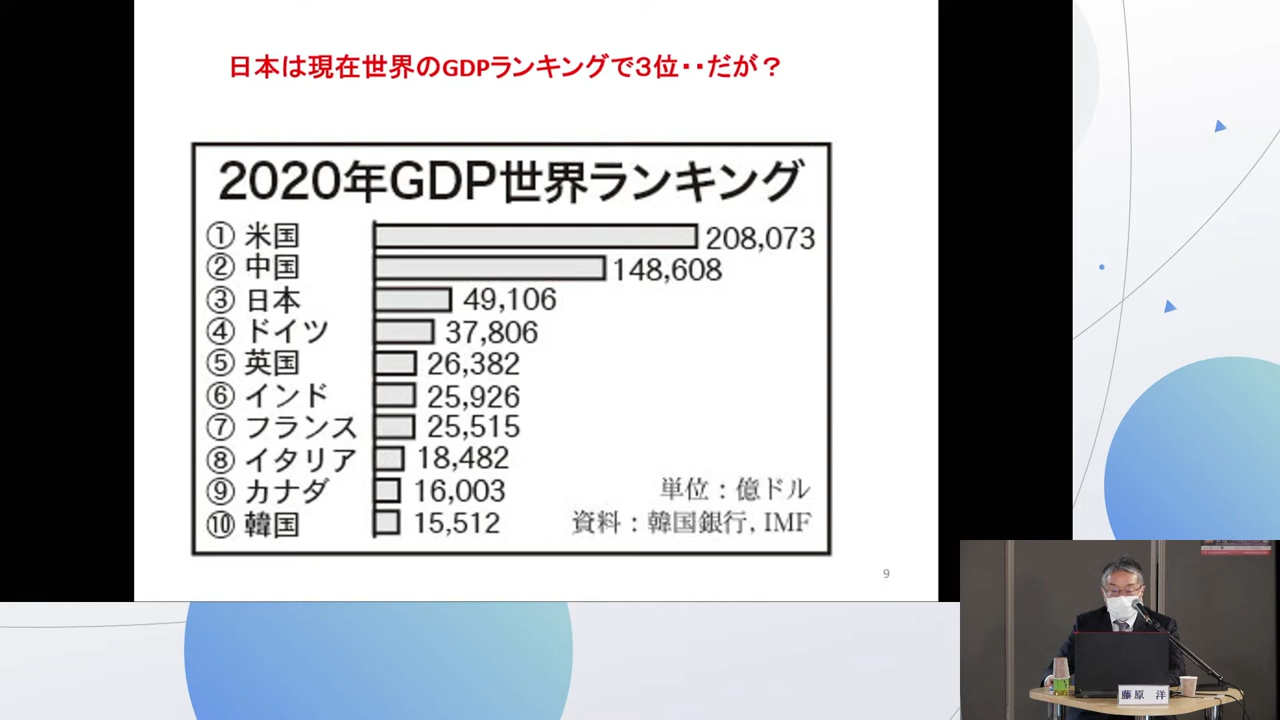 日本は現在世界のGDPランキングで3位・・だが？
2020年GDP世界ランキング
① 米国 208,073
② 中国 148,608
③ 日本 49,106
④ ドイツ 37,806
⑤ 英国 26,382
⑥ インド 25,926
⑦ フランス 25,515
⑧ イタリア 18,482
⑨ カナダ 16,003
⑩ 韓国 15,512
単位：億ドル
資料：韓国銀行, IMF
9
藤原 洋